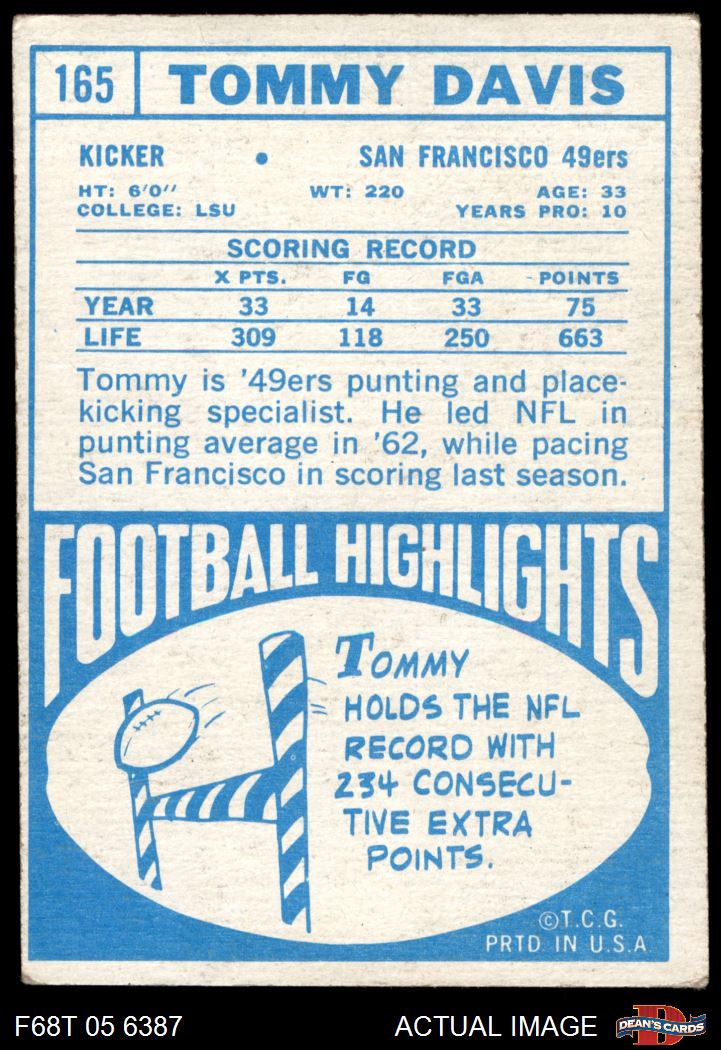 165 TOMMY DAVIS
KICKER • SAN FRANCISCO 49ers
HT: 6'0" WT: 220 AGE: 33
COLLEGE: LSU YEARS PRO: 10
SCORING RECORD
X PTS. FG FGA POINTS
YEAR 33 14 33 75
LIFE 309 118 250 663
Tommy is '49ers punting and place-
kicking specialist. He led NFL in
punting average in '62, while pacing
San Francisco in scoring last season.
FOOTBALL HIGHLIGHTS
TOMMY
HOLDS THE NFL
RECORD WITH
234 CONSECU-
TIVE EXTRA
POINTS.
©T.C.G.
PRTD IN U.S.A
F68T 05 6387 ACTUAL IMAGE D DEAN'S CARDS